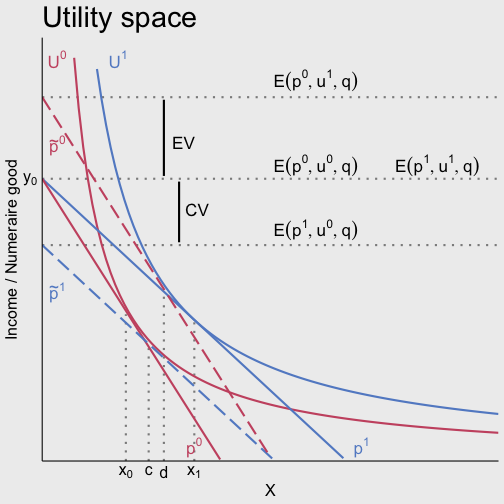 Utility space
U⁰
U¹
E(p⁰, u¹, q)
p̃⁰
EV
E(p⁰, u⁰, q)
E(p¹, u¹, q)
y₀
CV
E(p¹, u⁰, q)
p̃¹
Income / Numeraire good
p⁰
p¹
x₀
c
d
x₁
X